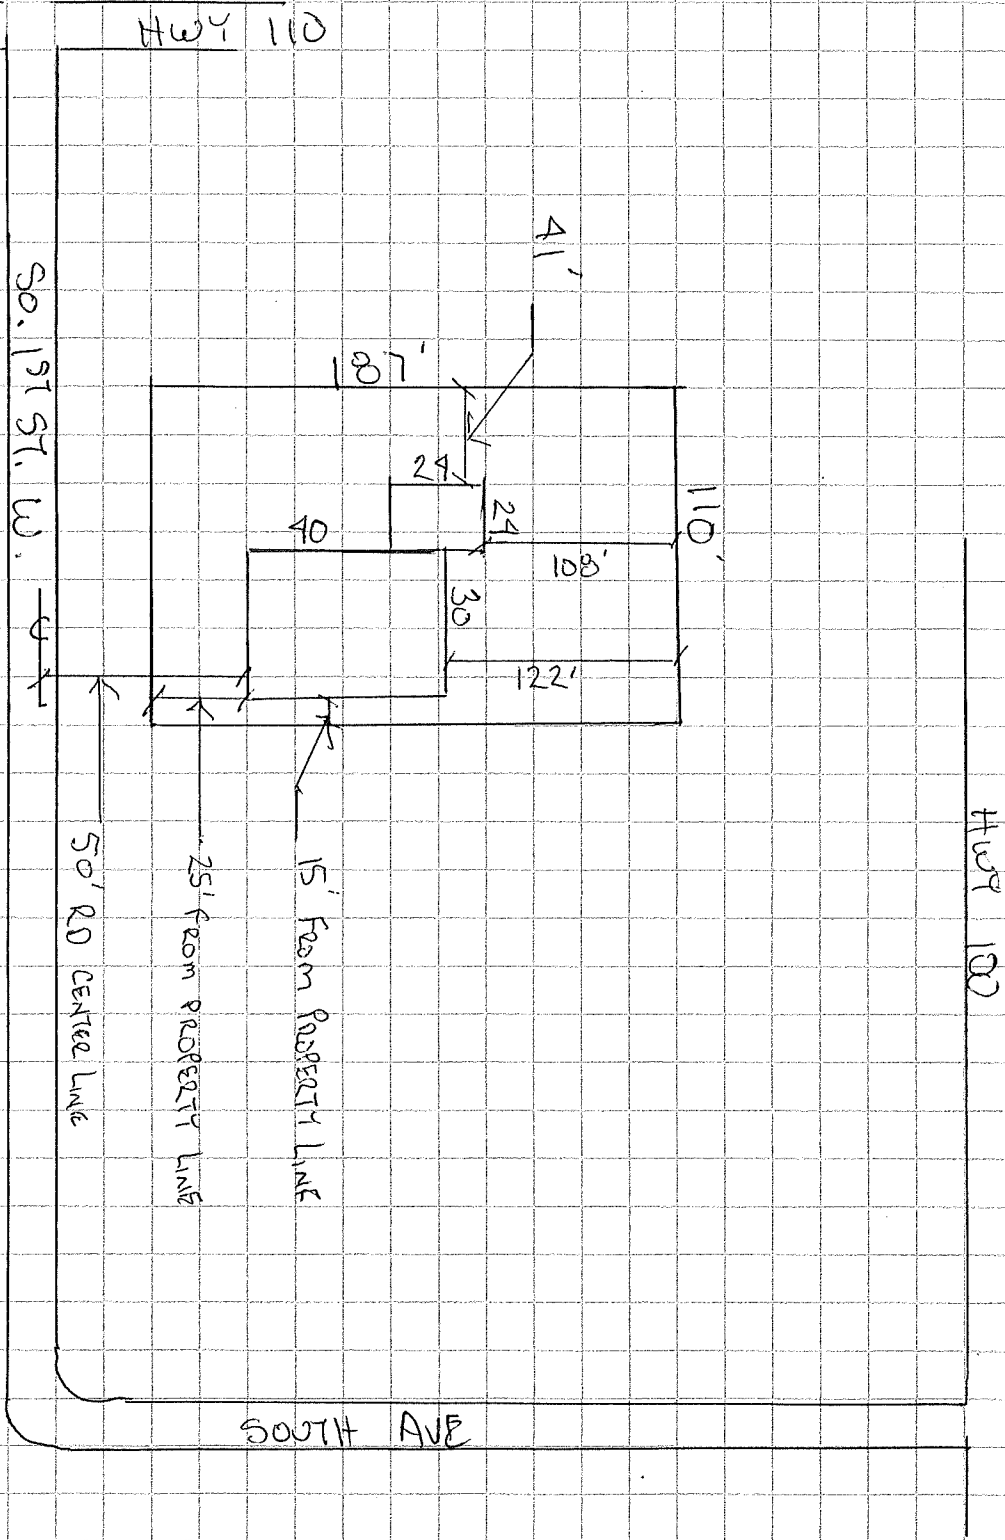 HWY 110
41'
187'
110'
24
24
40
108'
30
122'
So. 1ST ST. W.
HWY 100
15' FROM PROPERTY LINE
25' FROM PROPERTY LINE
50' RD CENTER LINE
SOUTH AVE